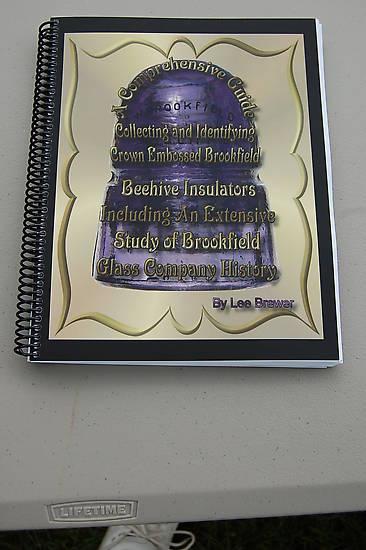 A Comprehensive Guide
BROOKFIELD
Collecting and Identifying
Crown Embossed Brookfield
Beehive Insulators
Including An Extensive
Study of Brookfield
Glass Company History
By Lee Brewer
LIFETIME